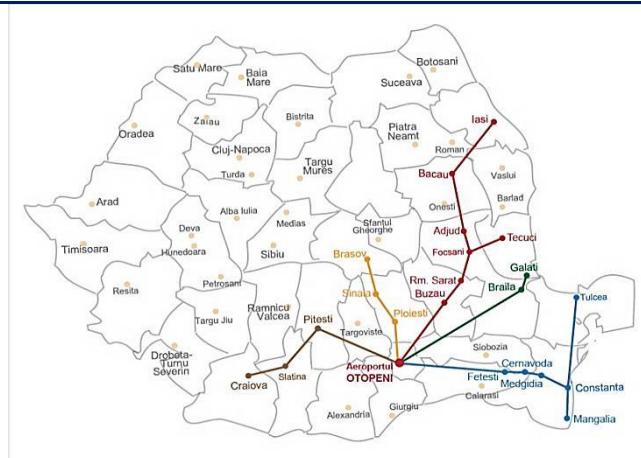 Botosani
Satu Mare
Baia
Mare
Suceava
Zalau
Bistrita
Iasi
Oradea
Piatra
Neamt
Cluj-Napoca
Roman
Targu
Mures
Turda
Bacau
Vaslui
Arad
Onesti
Barlad
Alba Iulia
Medias
Sfantul
Gheorghe
Deva
Adjud
Tecuci
Timisoara
Hunedoara
Sibiu
Brasov
Focsani
Galati
Petrosani
Rm. Sarat
Resita
Sinaia
Buzau
Braila
Tulcea
Ramnicu
Valcea
Targu Jiu
Pitesti
Ploiesti
Targoviste
Slobozia
Drobeta-
Turnu
Severin
Aeroportul
OTOPENI
Cernavoda
Fetesti
Medgidia
Craiova
Slatina
Constanta
Calarasi
Alexandria
Giurgiu
Mangalia